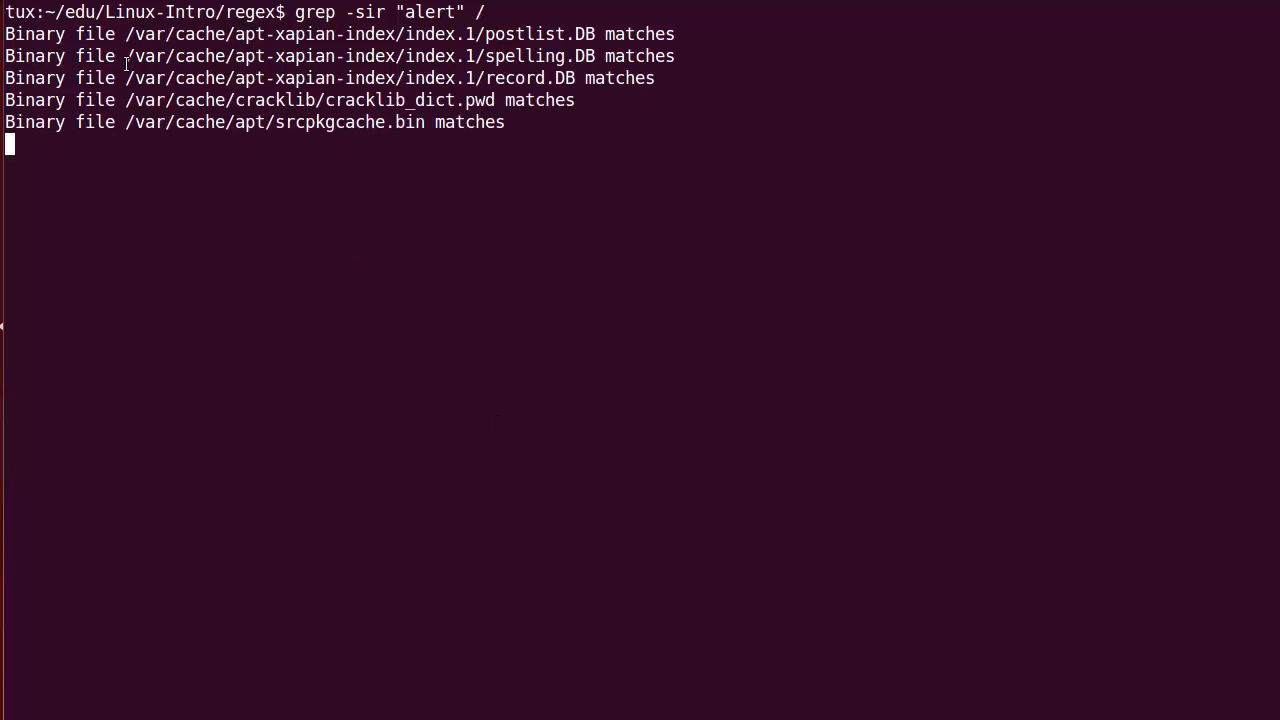 tux:~/edu/Linux-Intro/regex$ grep -sir "alert" /
Binary file /var/cache/apt-xapian-index/index.1/postlist.DB matches
Binary file /var/cache/apt-xapian-index/index.1/spelling.DB matches
Binary file /var/cache/apt-xapian-index/index.1/record.DB matches
Binary file /var/cache/cracklib/cracklib_dict.pwd matches
Binary file /var/cache/apt/srcpkgcache.bin matches